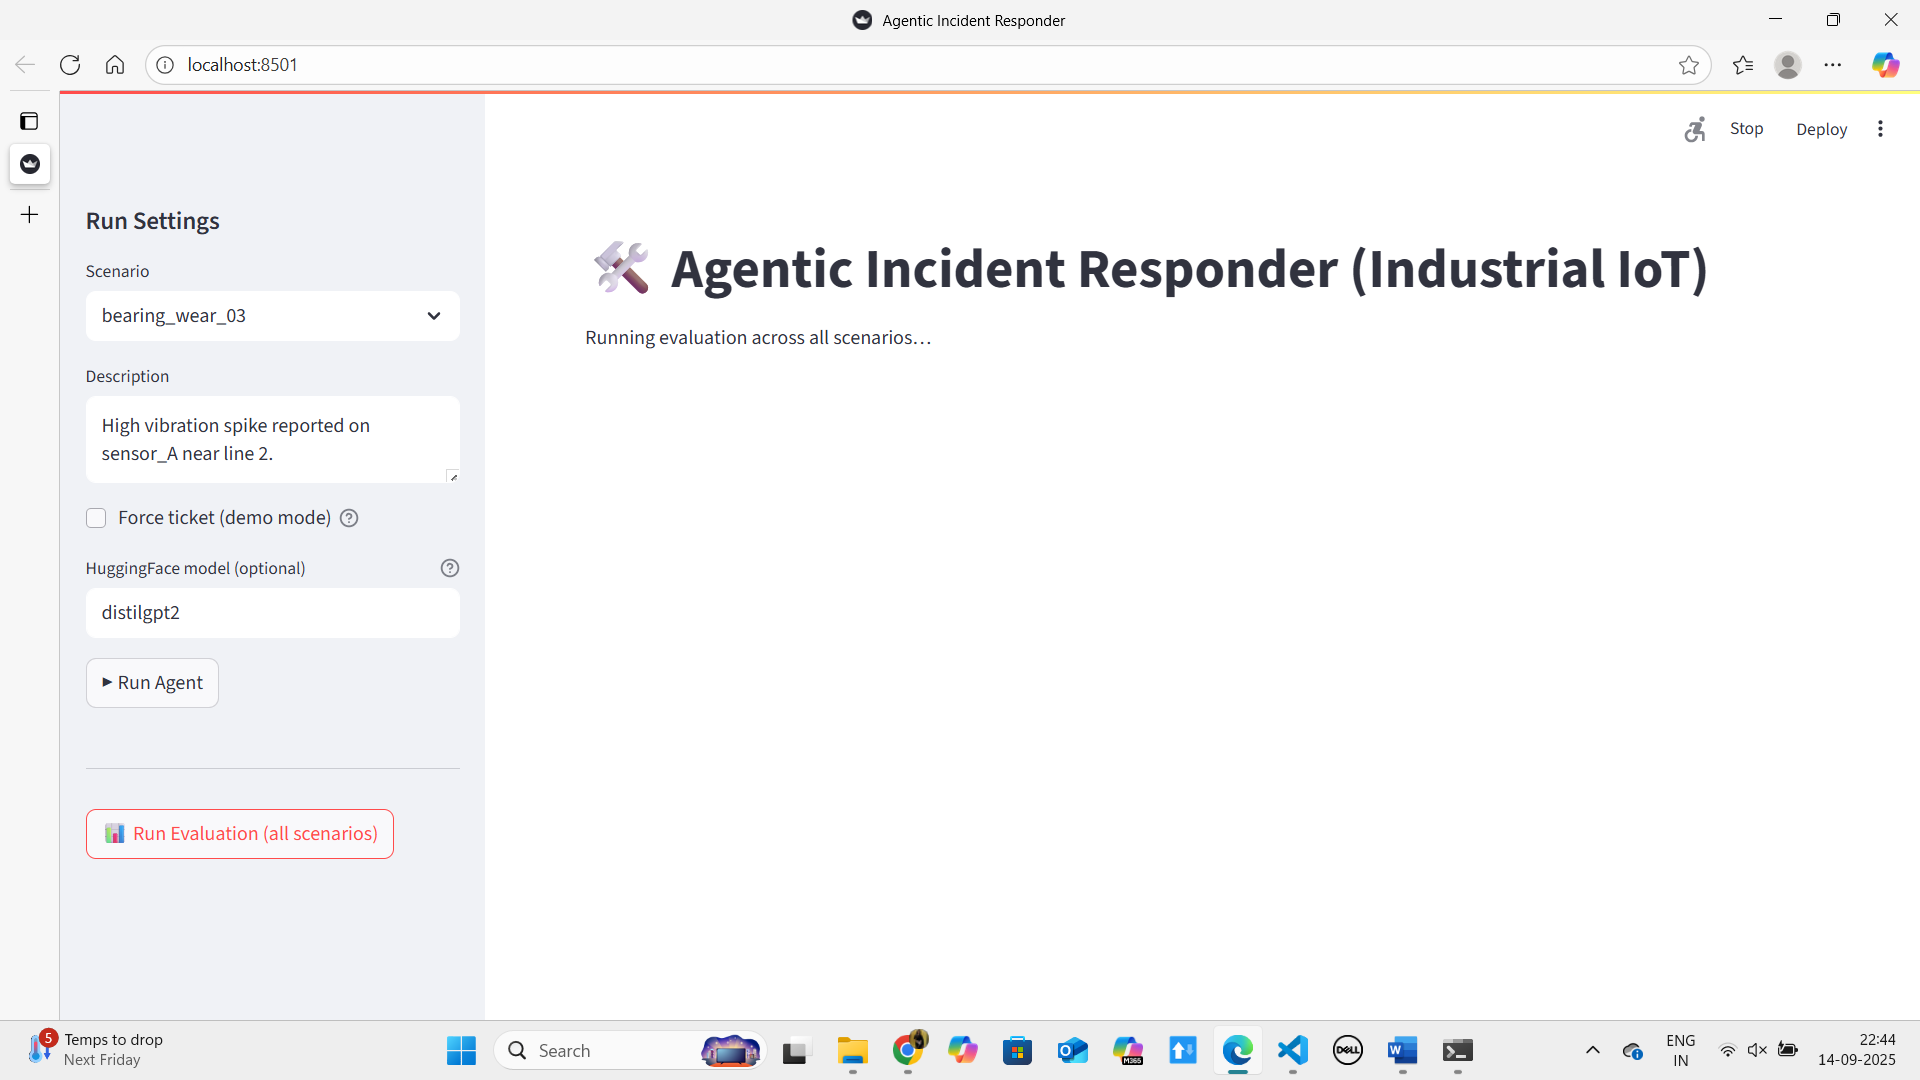 Agentic Incident Responder
localhost:8501
Stop
Deploy
Run Settings
Scenario
bearing_wear_03
Description
High vibration spike reported on
sensor_A near line 2.
Force ticket (demo mode)
HuggingFace model (optional)
distilgpt2
Run Agent
Run Evaluation (all scenarios)
Agentic Incident Responder (Industrial IoT)
Running evaluation across all scenarios...
5
Temps to drop
Next Friday
Search
M365
DELL
ENG
IN
22:44
14-09-2025